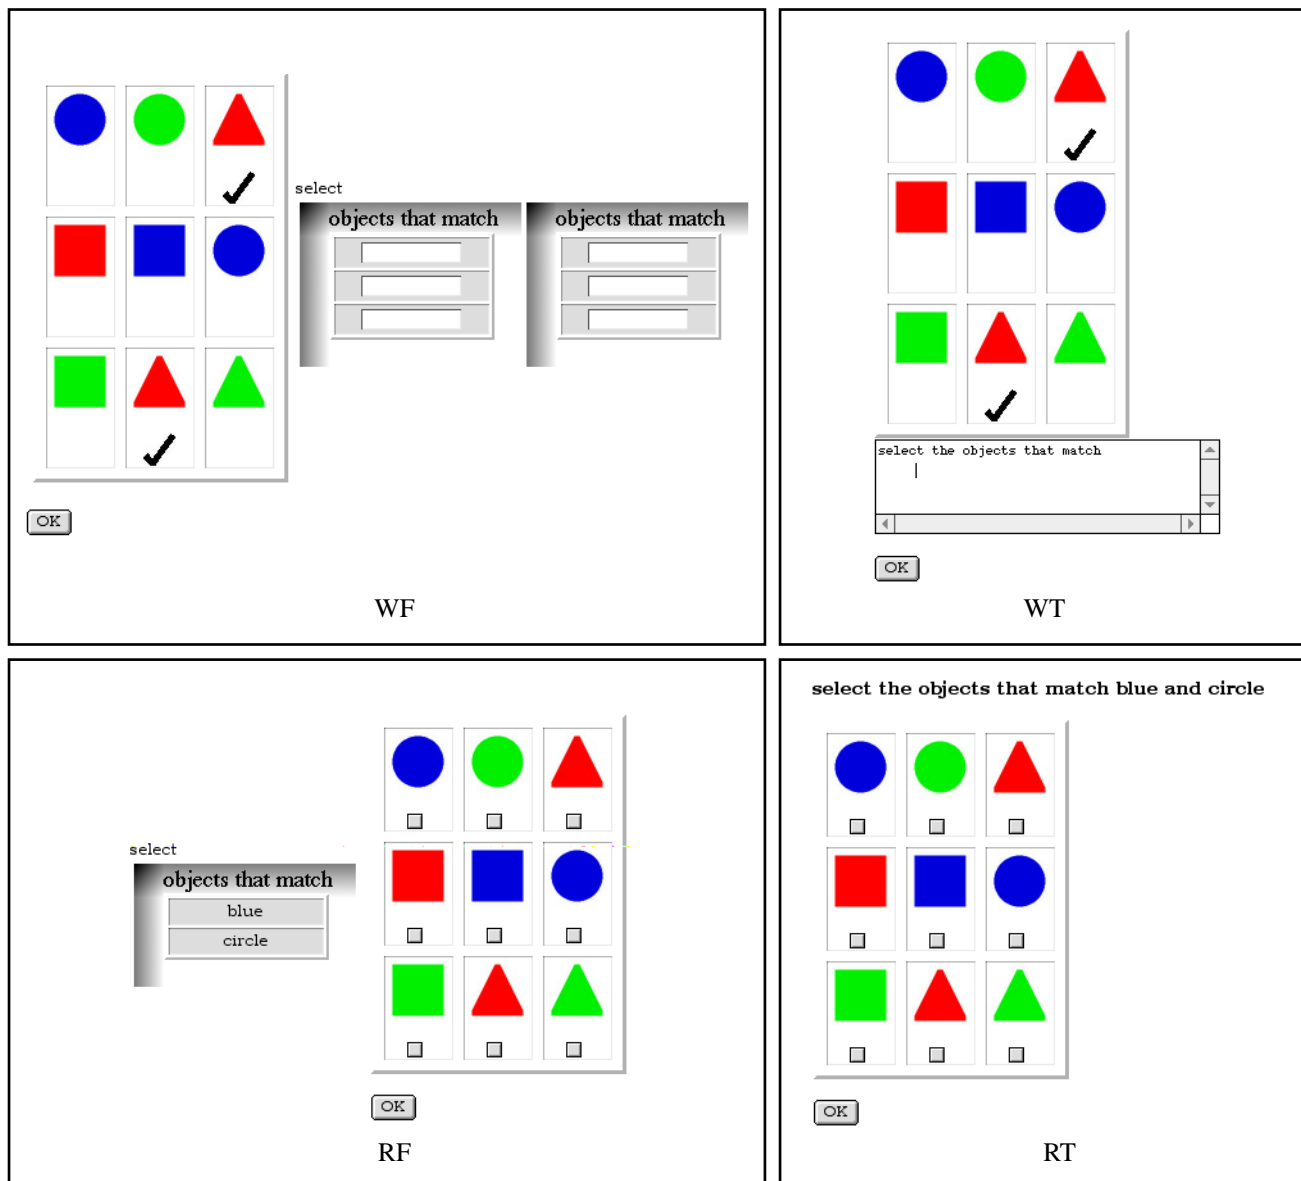 select
objects that match
objects that match
OK
WF
select the objects that match
OK
WT
select
objects that match
blue
circle
OK
RF
select the objects that match blue and circle
OK
RT